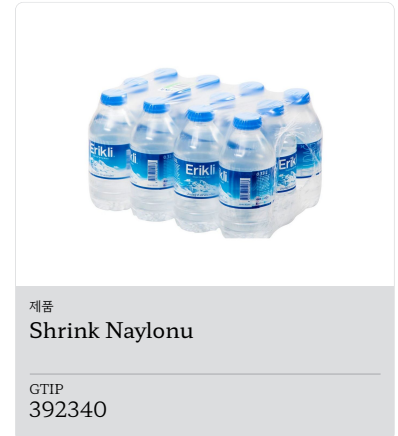 Erikli
Erikli
제품
Shrink Naylonu
GTIP
392340